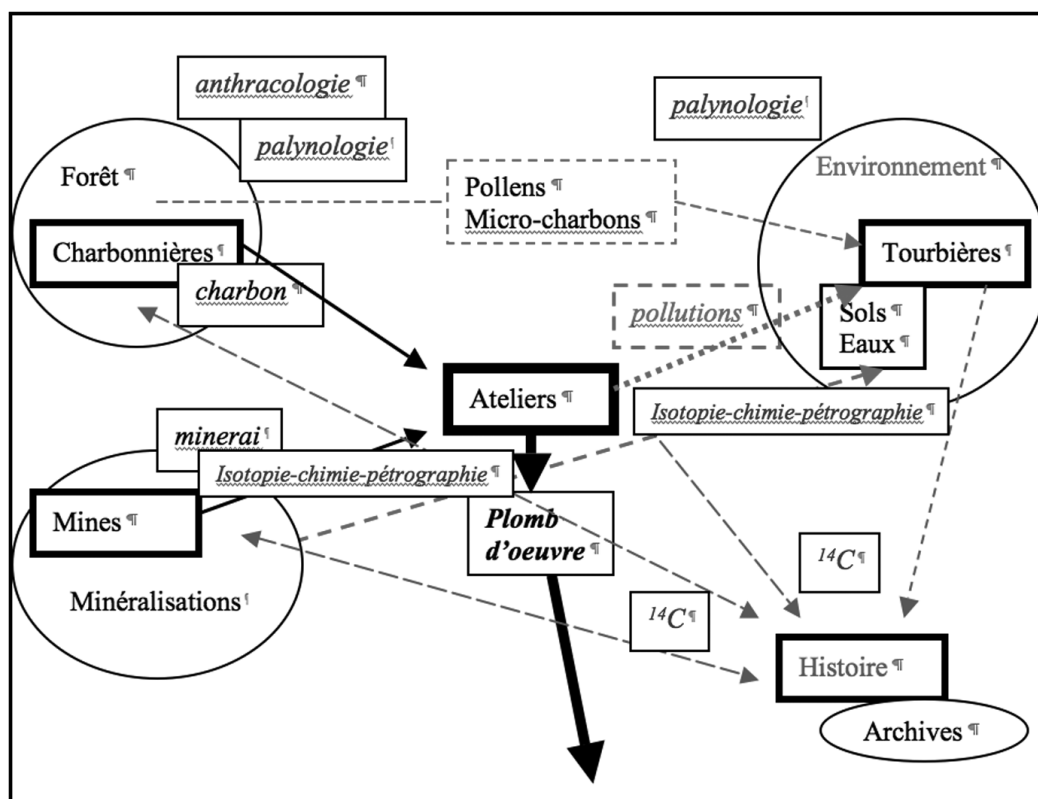 anthracologie ¶
palynologie ¶
palynologie ¶
Forêt ¶
Environnement ¶
Pollens ¶
Micro-charbons ¶
Charbonnières ¶
Tourbières ¶
charbon ¶
pollutions ¶
Sols ¶
Eaux ¶
Ateliers ¶
Isotopie-chimie-pétrographie ¶
minerai ¶
Isotopie-chimie-pétrographie ¶
Mines ¶
Plomb
d’oeuvre ¶
Minéralisations ¶
¹⁴C ¶
¹⁴C ¶
Histoire ¶
Archives ¶